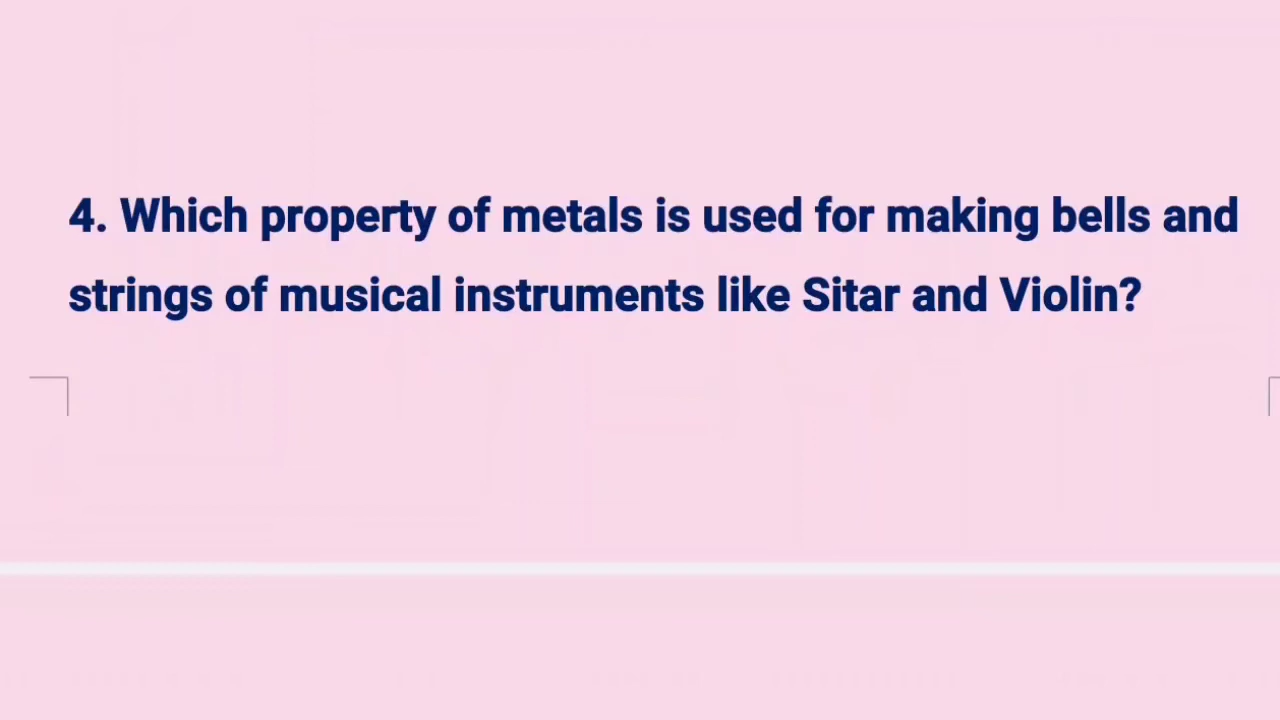 4. Which property of metals is used for making bells and
strings of musical instruments like Sitar and Violin?